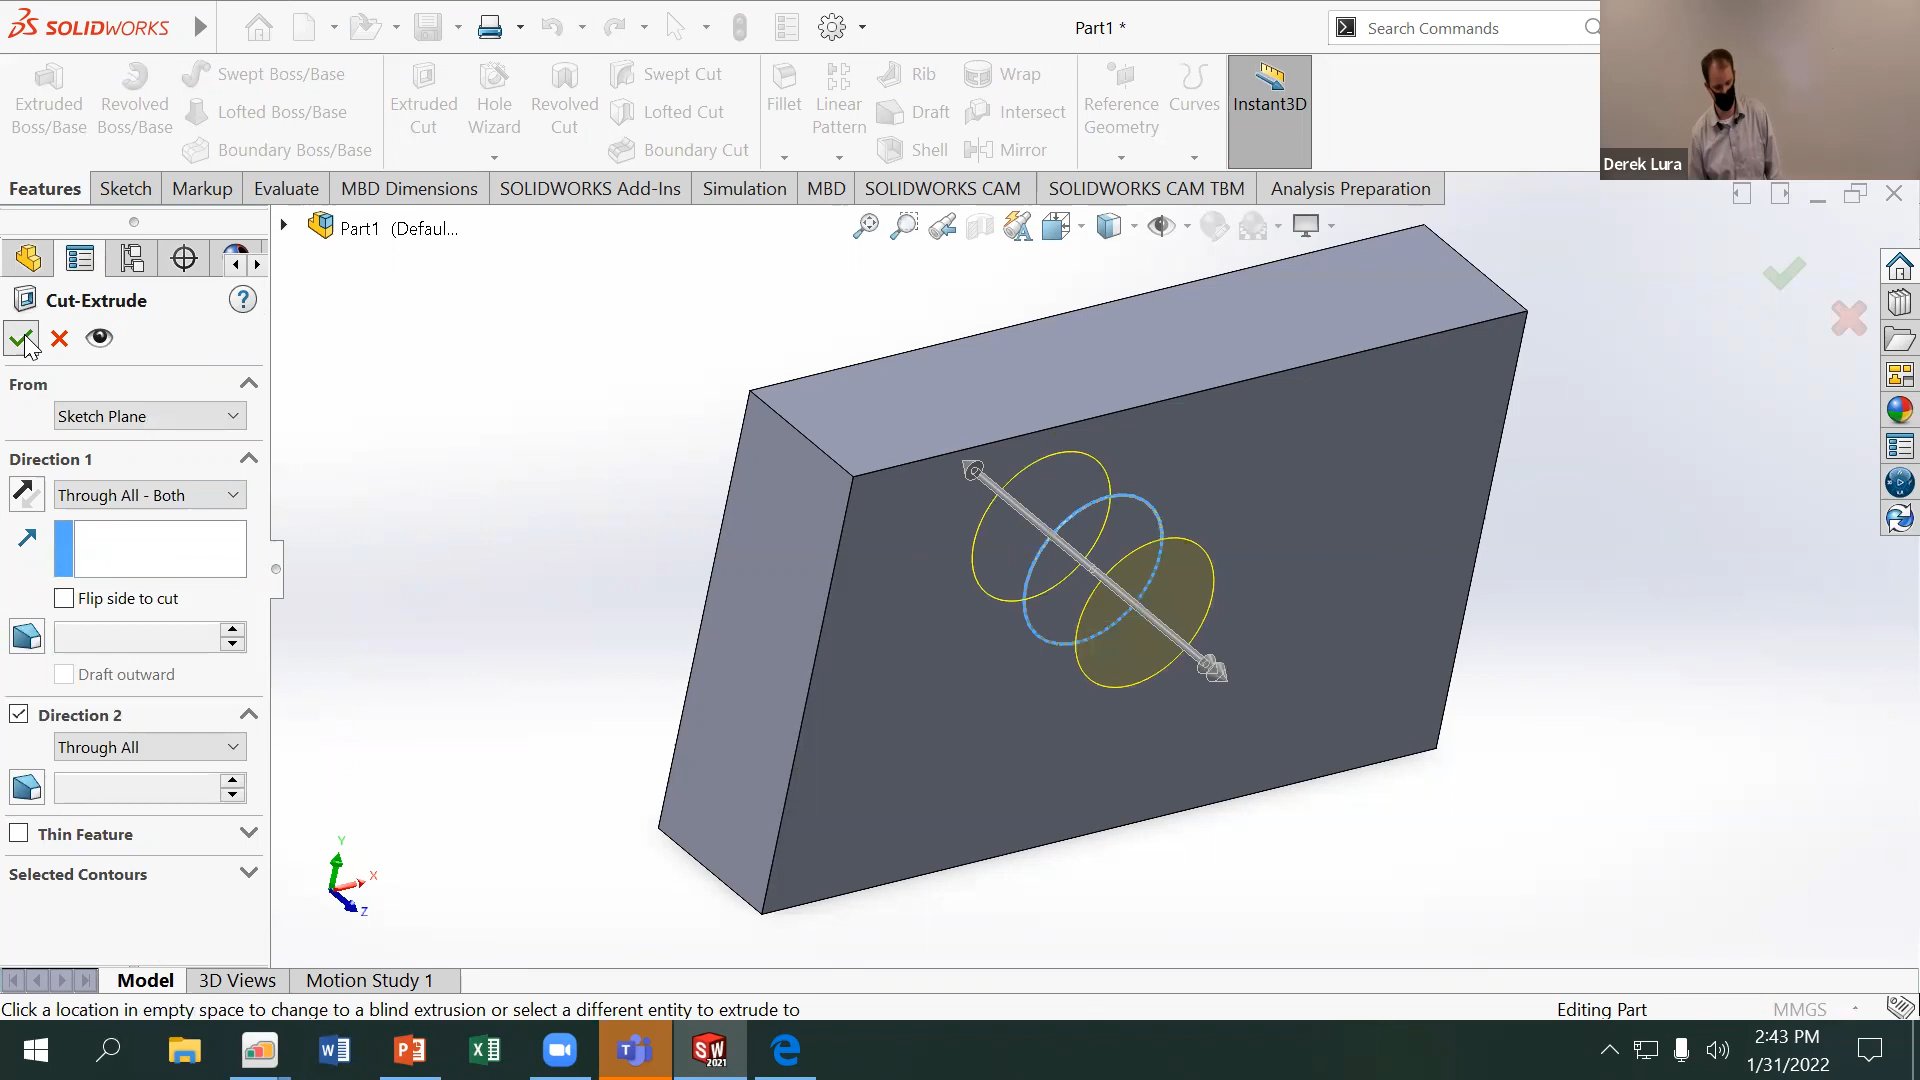 SOLIDWORKS
Part1 *
Search Commands
Extruded Boss/Base
Revolved Boss/Base
Swept Boss/Base
Lofted Boss/Base
Boundary Boss/Base
Extruded Cut
Hole Wizard
Revolved Cut
Swept Cut
Lofted Cut
Boundary Cut
Fillet
Linear Pattern
Rib
Draft
Shell
Wrap
Intersect
Mirror
Reference Geometry
Curves
Instant3D
Derek Lura
Features
Sketch
Markup
Evaluate
MBD Dimensions
SOLIDWORKS Add-Ins
Simulation
MBD
SOLIDWORKS CAM
SOLIDWORKS CAM TBM
Analysis Preparation
Part1 (Defaul...
Cut-Extrude
From
Sketch Plane
Direction 1
Through All - Both
Flip side to cut
Draft outward
Direction 2
Through All
Thin Feature
Selected Contours
Y
X
Z
Model
3D Views
Motion Study 1
Click a location in empty space to change to a blind extrusion or select a different entity to extrude to
Editing Part
MMGS
SW
2021
2:43 PM
1/31/2022